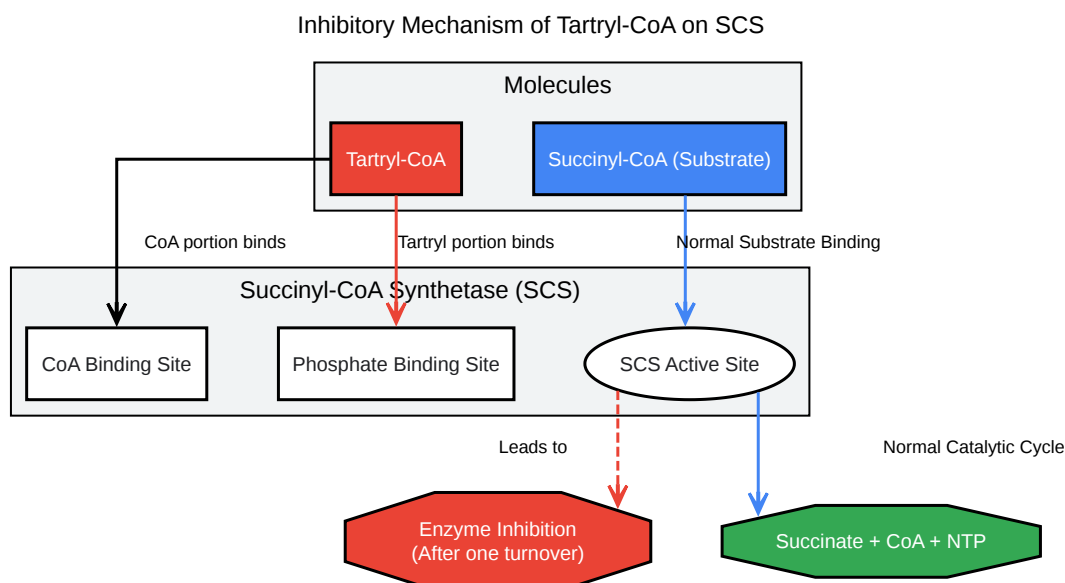 Inhibitory Mechanism of Tartryl-CoA on SCS
Molecules
Tartryl-CoA
Succinyl-CoA (Substrate)
CoA portion binds
Tartryl portion binds
Normal Substrate Binding
Succinyl-CoA Synthetase (SCS)
CoA Binding Site
Phosphate Binding Site
SCS Active Site
Leads to
Normal Catalytic Cycle
Enzyme Inhibition
(After one turnover)
Succinate + CoA + NTP